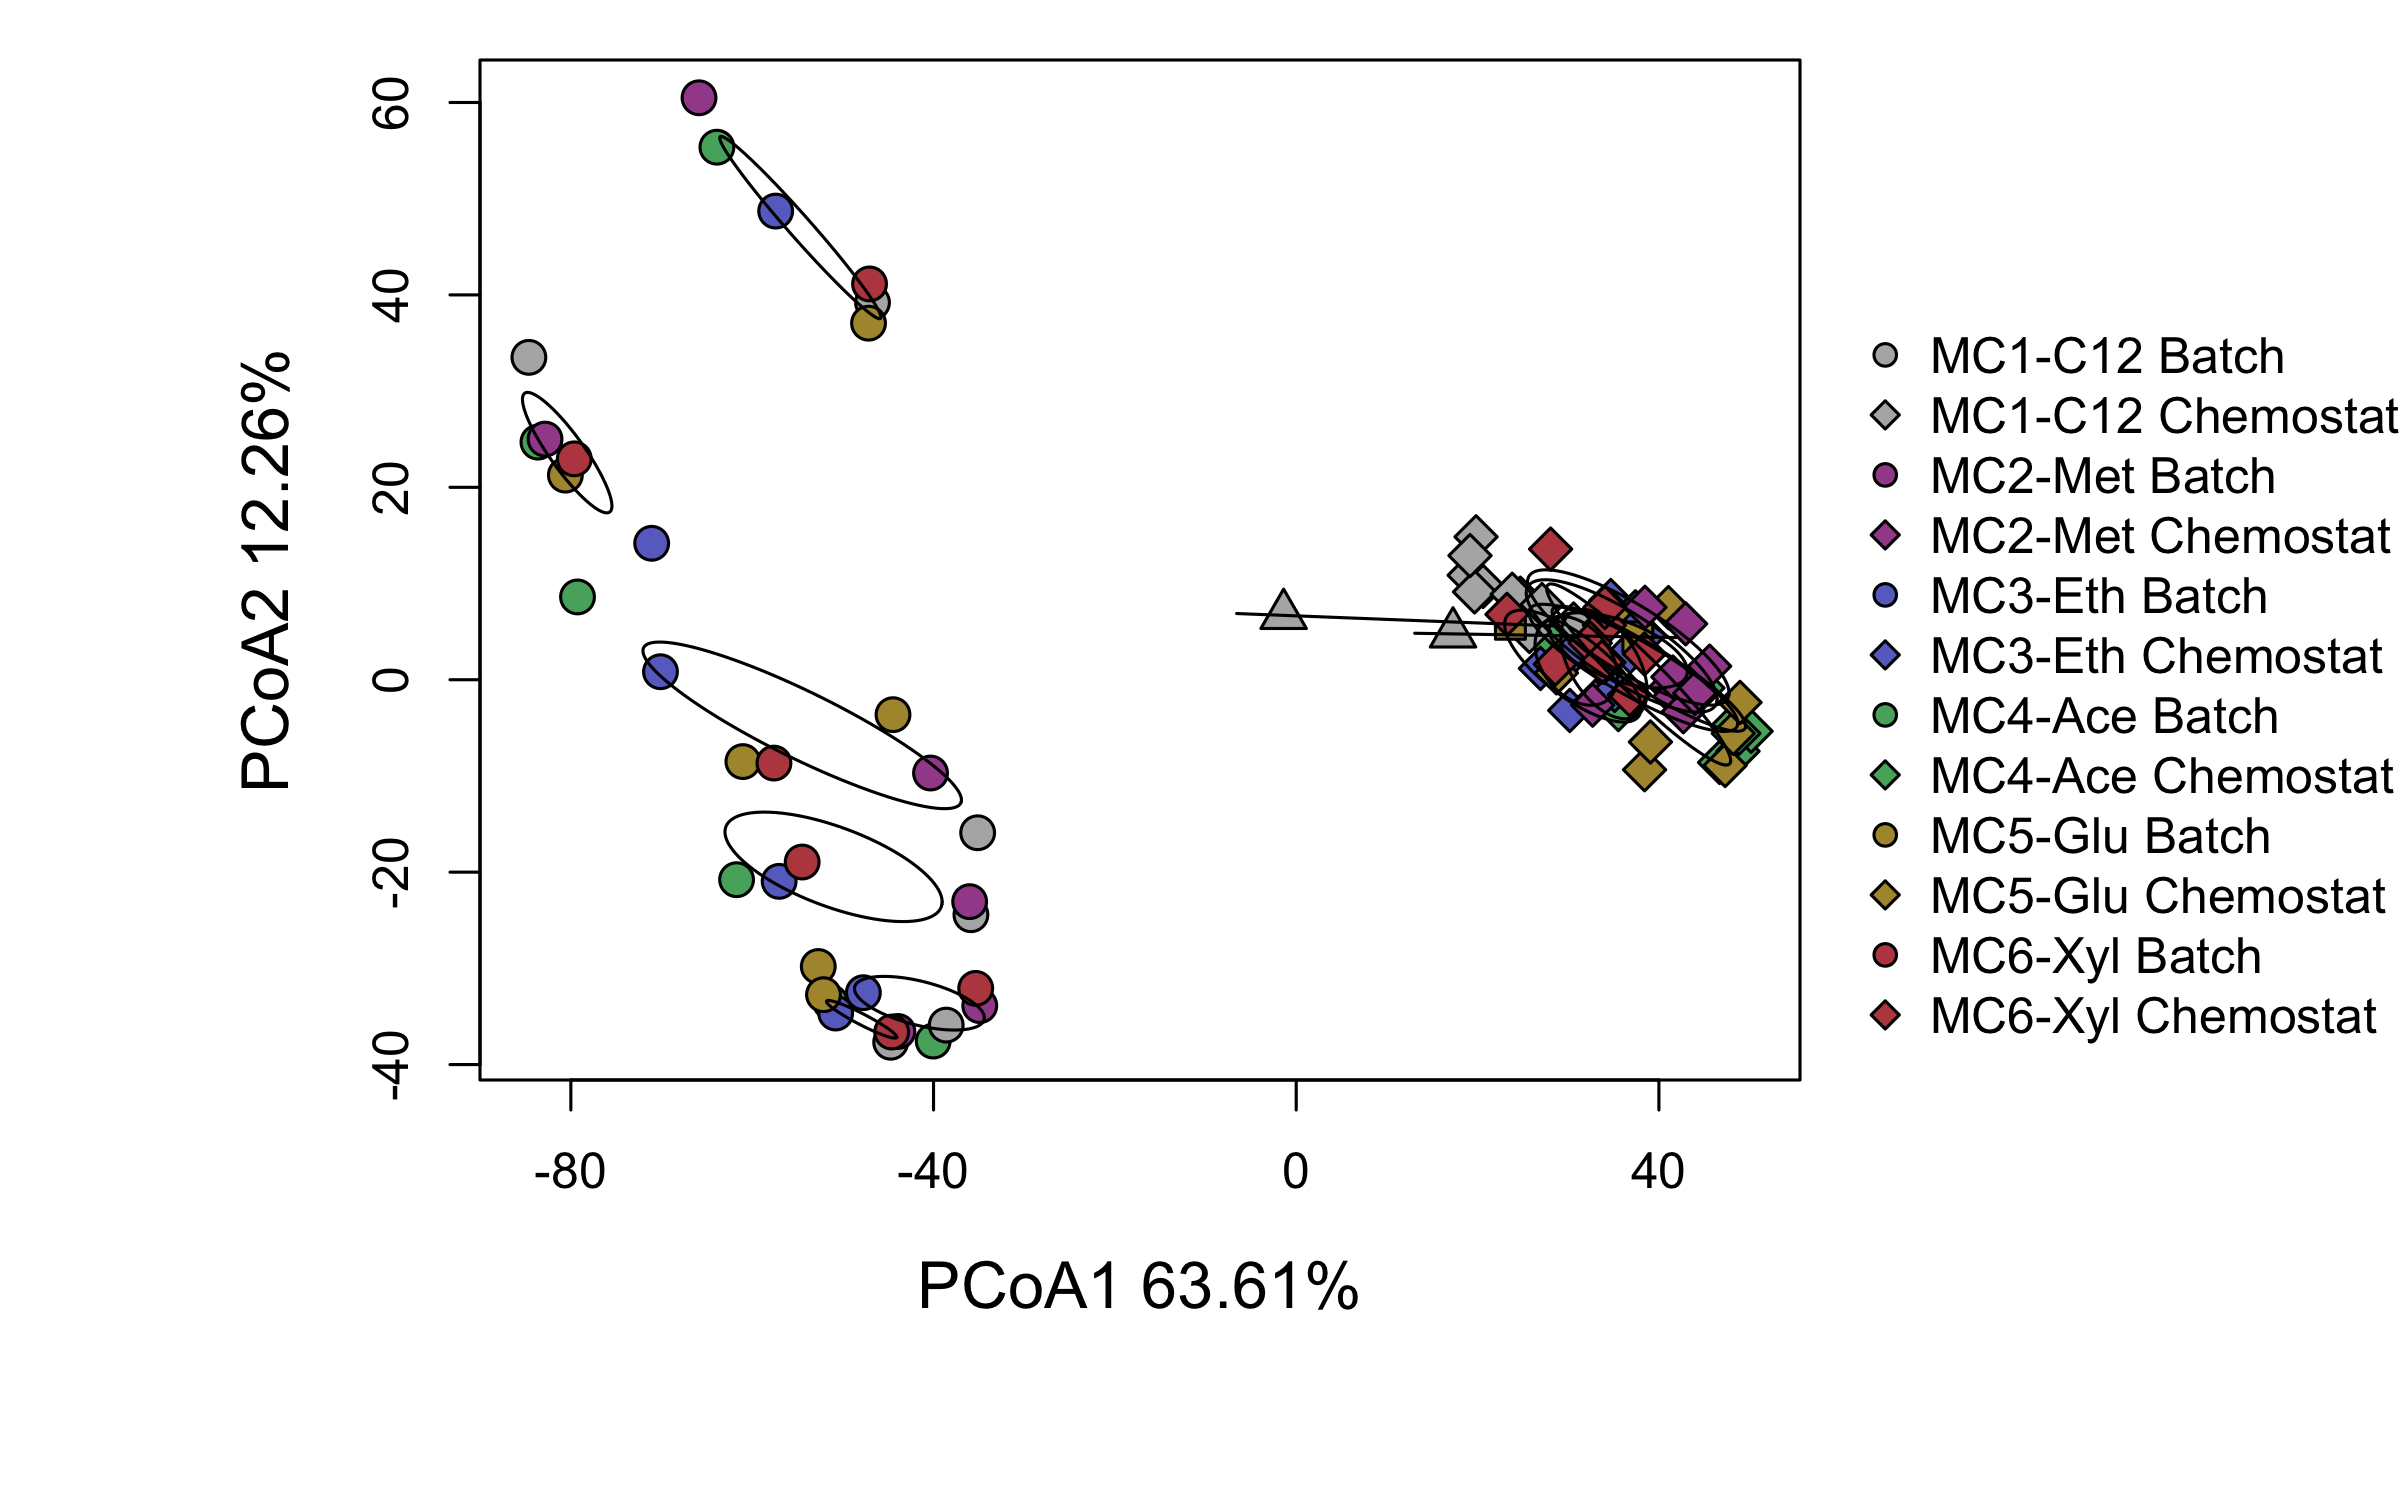 PCoA2 12.26%
60
40
20
0
-20
-40
-80
-40
0
40
PCoA1 63.61%
MC1-C12 Batch
MC1-C12 Chemostat
MC2-Met Batch
MC2-Met Chemostat
MC3-Eth Batch
MC3-Eth Chemostat
MC4-Ace Batch
MC4-Ace Chemostat
MC5-Glu Batch
MC5-Glu Chemostat
MC6-Xyl Batch
MC6-Xyl Chemostat